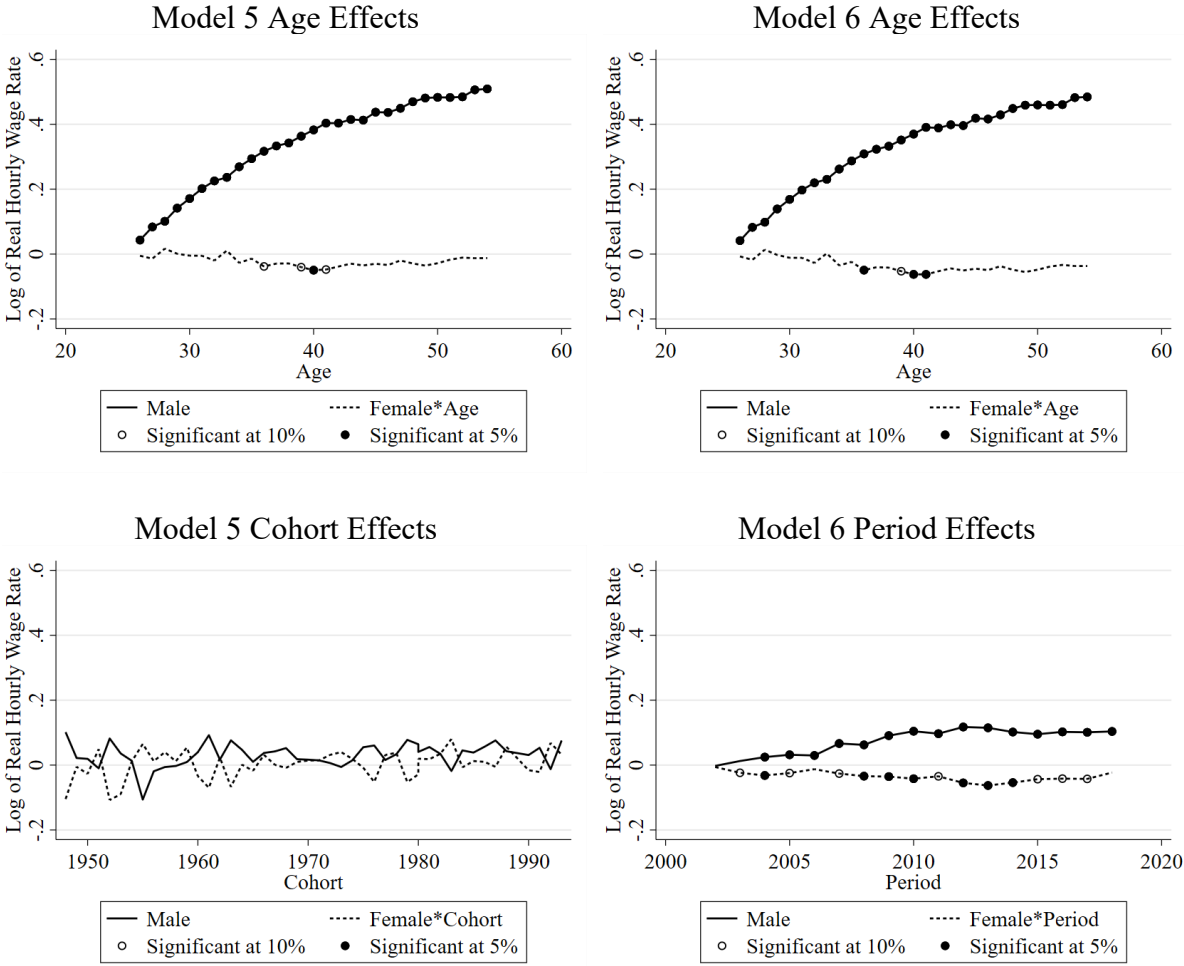 Model 5 Age Effects
Log of Real Hourly Wage Rate
.6
.4
.2
0
-.2
20 30 40 50 60
Age
Male Female*Age
Significant at 10% Significant at 5%
Model 6 Age Effects
Log of Real Hourly Wage Rate
.6
.4
.2
0
-.2
20 30 40 50 60
Age
Male Female*Age
Significant at 10% Significant at 5%
Model 5 Cohort Effects
Log of Real Hourly Wage Rate
.6
.4
.2
0
-.2
1950 1960 1970 1980 1990
Cohort
Male Female*Cohort
Significant at 10% Significant at 5%
Model 6 Period Effects
Log of Real Hourly Wage Rate
.6
.4
.2
0
-.2
2000 2005 2010 2015 2020
Period
Male Female*Period
Significant at 10% Significant at 5%